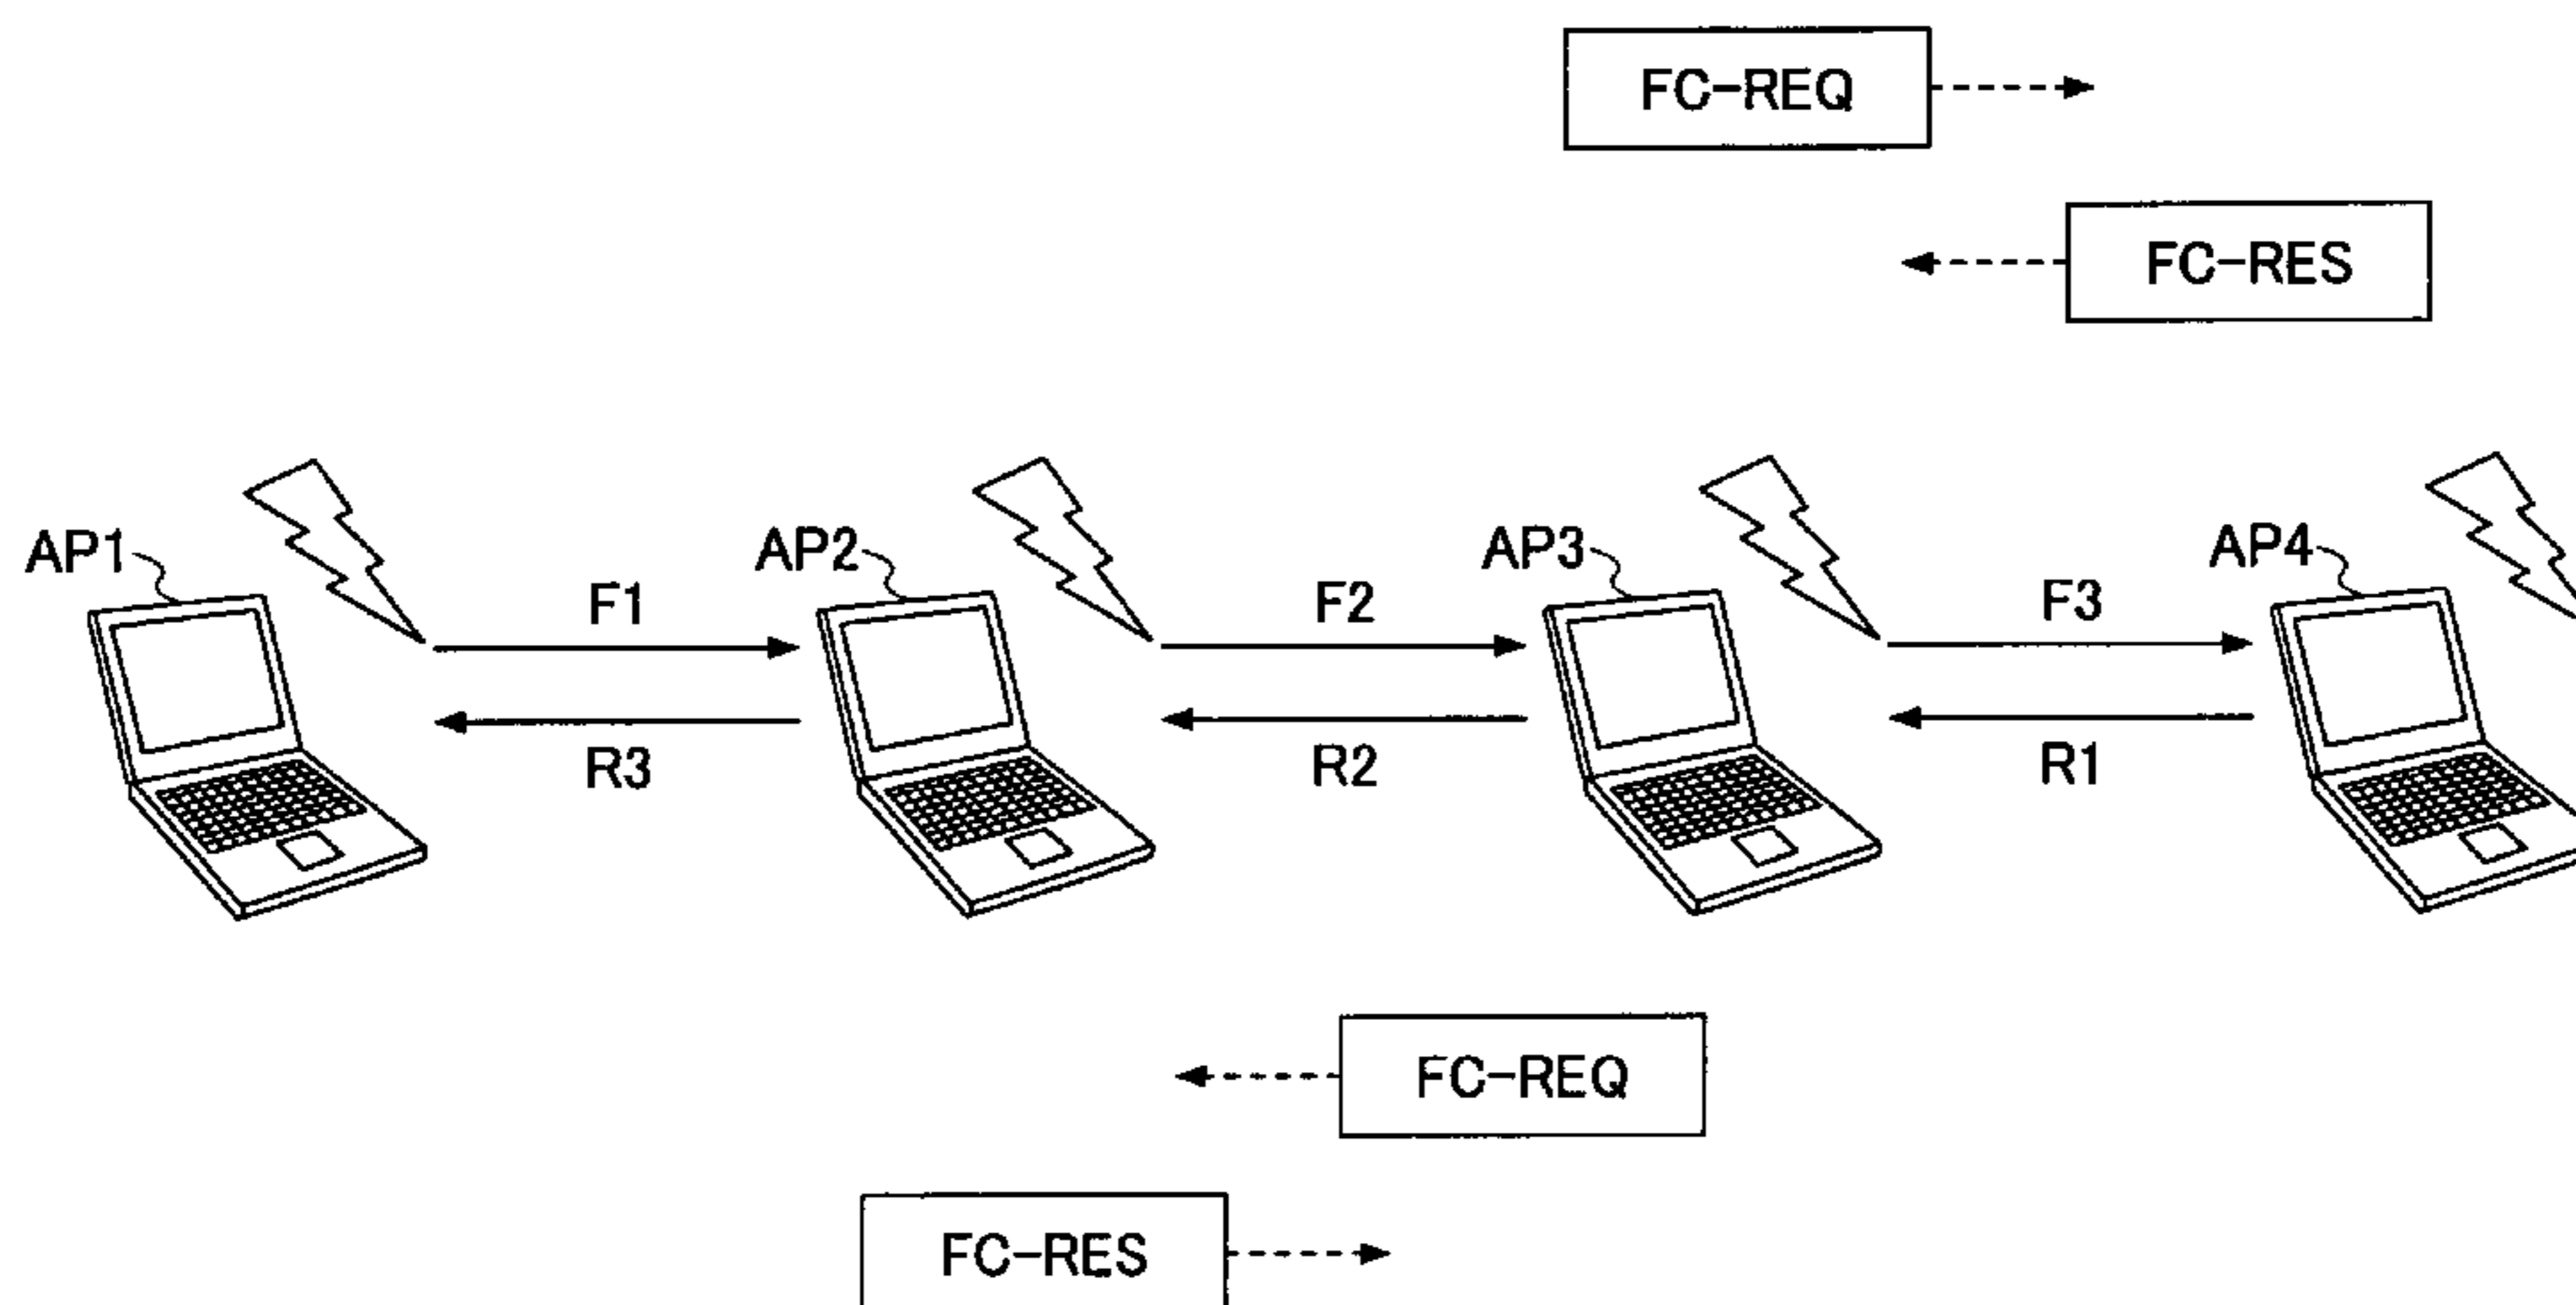 FC-REQ
FC-RES
AP1
AP2
AP3
AP4
F1
F2
F3
R3
R2
R1
FC-REQ
FC-RES